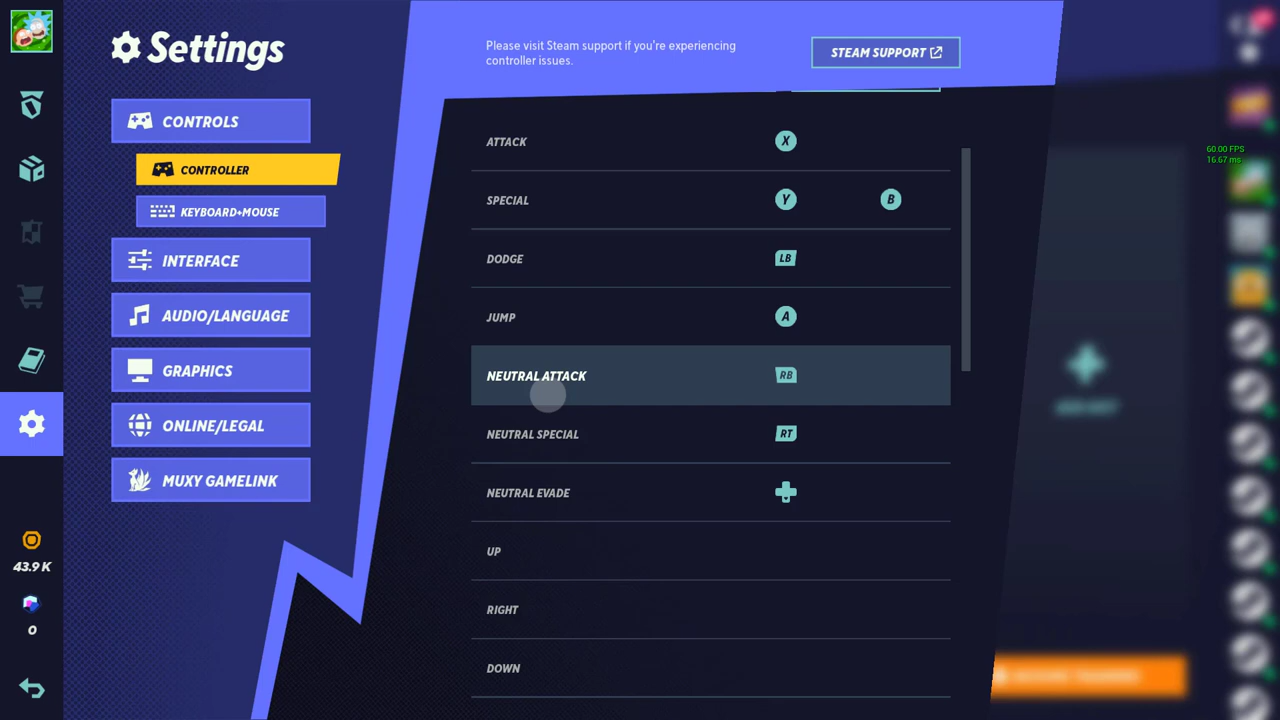 Settings
Please visit Steam support if you're experiencing
controller issues.
STEAM SUPPORT
CONTROLS
CONTROLLER
KEYBOARD+MOUSE
INTERFACE
AUDIO/LANGUAGE
GRAPHICS
ONLINE/LEGAL
MUXY GAMELINK
ATTACK X
SPECIAL Y B
DODGE LB
JUMP A
NEUTRAL ATTACK RB
NEUTRAL SPECIAL RT
NEUTRAL EVADE
UP
RIGHT
DOWN
60.00 FPS
16.67 ms
43.9 K
0